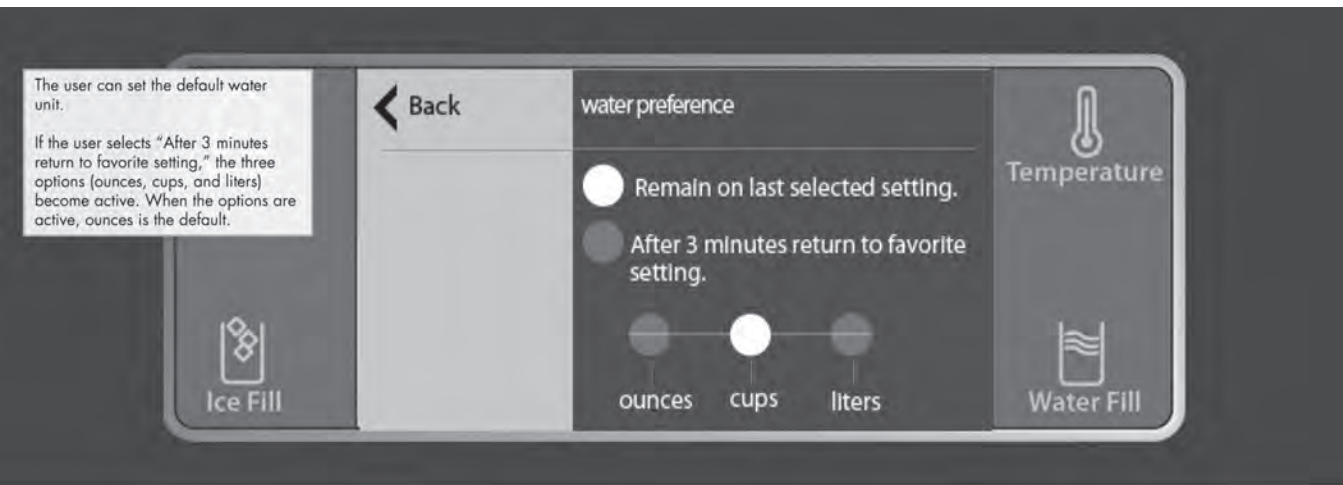 The user can set the default water
unit.
If the user selects “After 3 minutes
return to favorite setting,” the three
options (ounces, cups, and liters)
become active. When the options are
active, ounces is the default.
Back
water preference
Remain on last selected setting.
After 3 minutes return to favorite
setting.
ounces
cups
liters
Ice Fill
Temperature
Water Fill